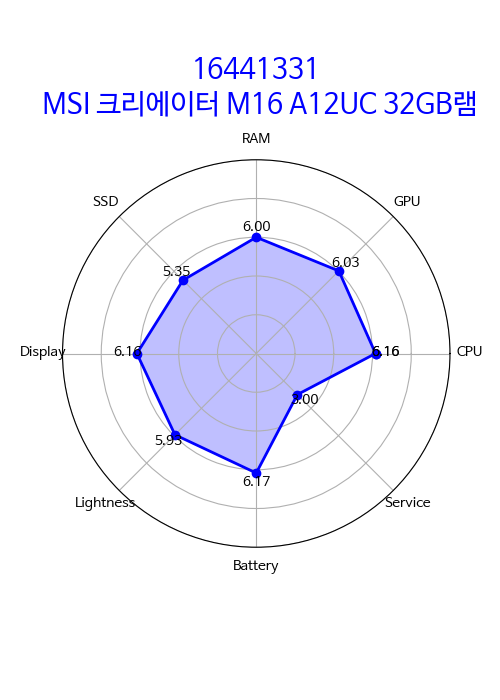 16441331
MSI 크리에이터 M16 A12UC 32GB램
RAM
SSD
GPU
6.00
6.03
5.35
Display
6.16
6.16
CPU
3.00
5.93
6.17
Lightness
Service
Battery